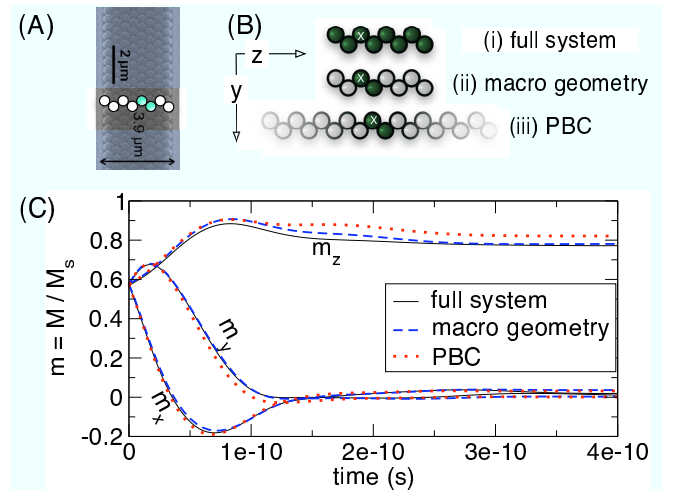 (A)
2 µm
3.9 µm
(B)
z
y
x
(i) full system
x
(ii) macro geometry
x
(iii) PBC
(C)
1
0.8
0.6
0.4
0.2
0
-0.2
m = M / Ms
mz
my
mx
full system
macro geometry
PBC
0
1e-10
2e-10
3e-10
4e-10
time (s)